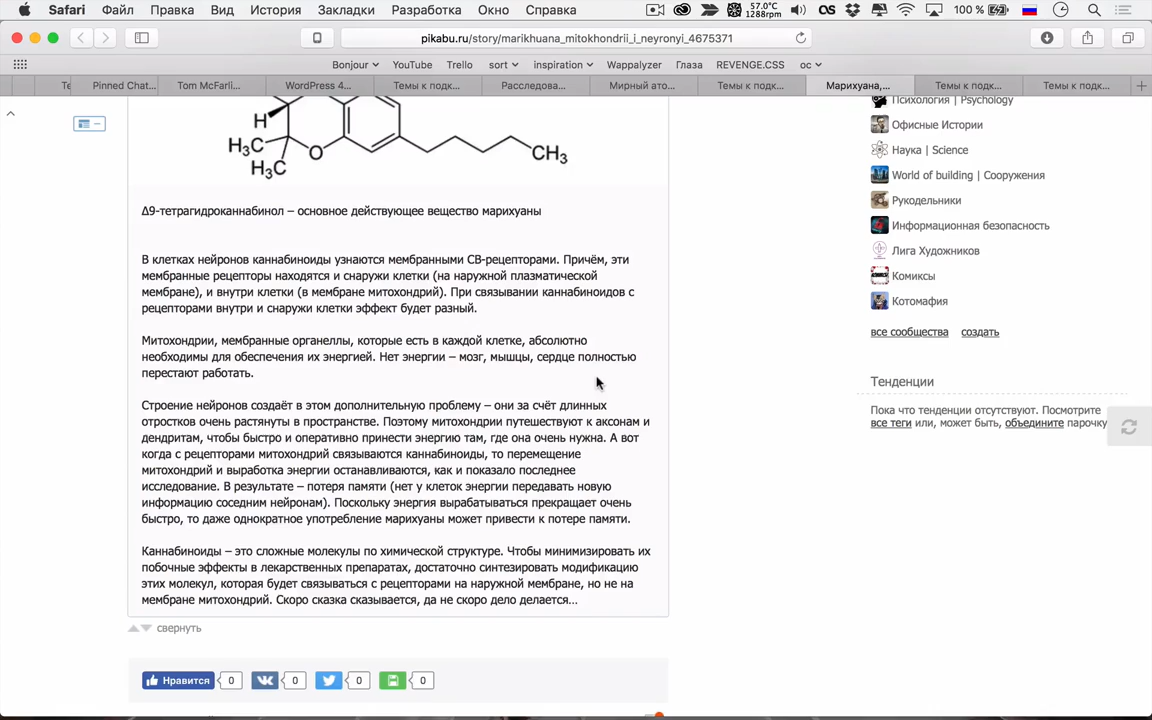 Safari Файл Правка Вид История Закладки Разработка Окно Справка 57.0°C 1288rpm 100 %
pikabu.ru/story/marikhuana_mitokhondrii_i_neyronyi_4675371
Bonjour YouTube Trello sort inspiration Wappalyzer Глаза REVENGE.CSS ос
Те Pinned Chat... Tom McFarli... WordPress 4... Темы к подк... Расследова... Мирный ато... Темы к подк... Марихуана,... Темы к подк... Темы к подк...
H
H₃C
H₃C
O
CH₃
Δ9-тетрагидроканнабинол – основное действующее вещество марихуаны
В клетках нейронов каннабиноиды узнаются мембранными СВ-рецепторами. Причём, эти
мембранные рецепторы находятся и снаружи клетки (на наружной плазматической
мембране), и внутри клетки (в мембране митохондрий). При связывании каннабиноидов с
рецепторами внутри и снаружи клетки эффект будет разный.
Митохондрии, мембранные органеллы, которые есть в каждой клетке, абсолютно
необходимы для обеспечения их энергией. Нет энергии – мозг, мышцы, сердце полностью
перестают работать.
Строение нейронов создаёт в этом дополнительную проблему – они за счёт длинных
отростков очень растянуты в пространстве. Поэтому митохондрии путешествуют к аксонам и
дендритам, чтобы быстро и оперативно принести энергию там, где она очень нужна. А вот
когда с рецепторами митохондрий связываются каннабиноиды, то перемещение
митохондрий и выработка энергии останавливаются, как и показало последнее
исследование. В результате – потеря памяти (нет у клеток энергии передавать новую
информацию соседним нейронам). Поскольку энергия вырабатываться прекращает очень
быстро, то даже однократное употребление марихуаны может привести к потере памяти.
Каннабиноиды – это сложные молекулы по химической структуре. Чтобы минимизировать их
побочные эффекты в лекарственных препаратах, достаточно синтезировать модификацию
этих молекул, которая будет связываться с рецепторами на наружной мембране, но не на
мембране митохондрий. Скоро сказка сказывается, да не скоро дело делается...
свернуть
Нравится 0 0 0 0
Психология | Psychology
Офисные Истории
Наука | Science
World of building | Сооружения
Рукодельники
Информационная безопасность
Лига Художников
Комиксы
Котомафия
все сообщества создать
Тенденции
Пока что тенденции отсутствуют. Посмотрите
все теги или, может быть, объедините парочку